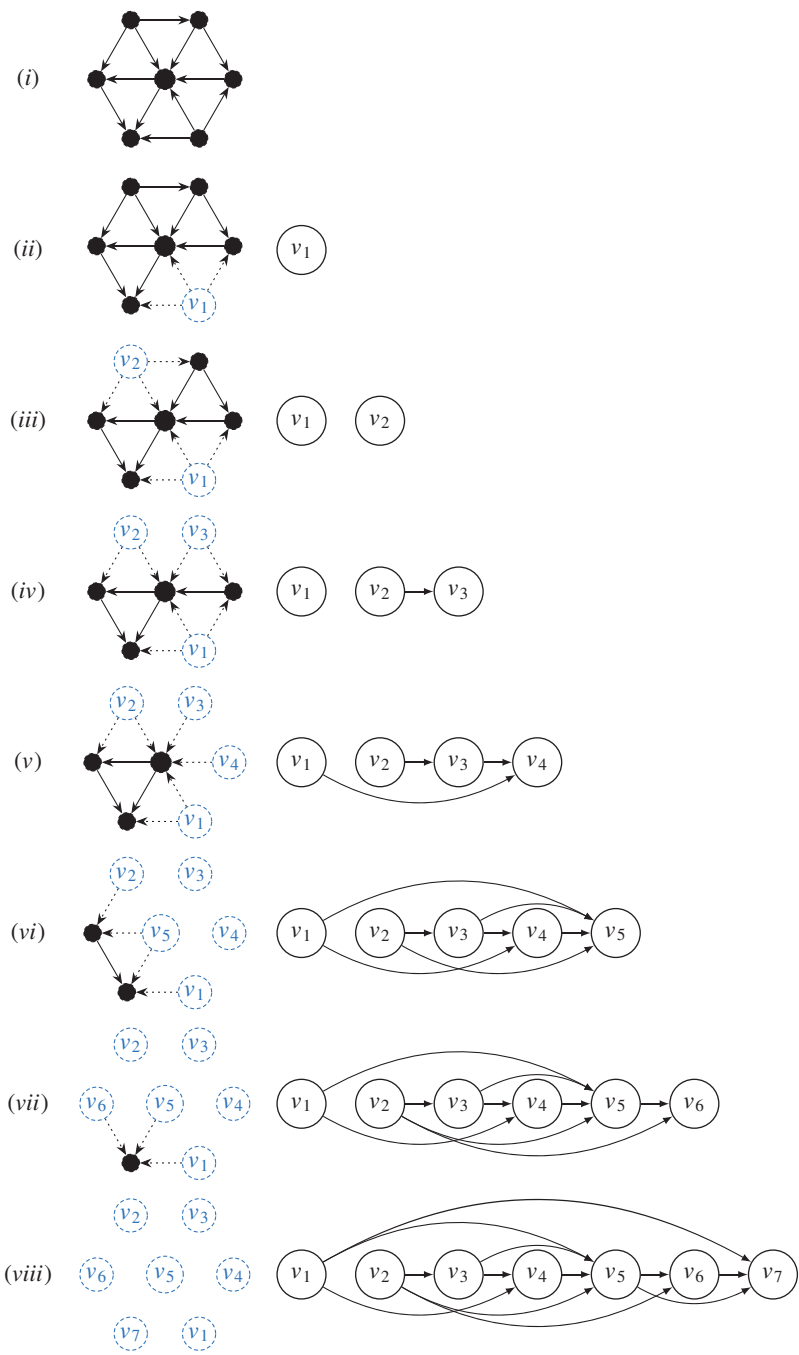 (i)
(ii) v₁ v₁
(iii) v₂ v₁ v₁ v₂
(iv) v₂ v₃ v₁ v₁ v₂ v₃
(v) v₂ v₃ v₄ v₁ v₁ v₂ v₃ v₄
(vi) v₂ v₃ v₅ v₄ v₁ v₁ v₂ v₃ v₄ v₅
v₂ v₃
(vii) v₆ v₅ v₄ v₁ v₂ v₃ v₄ v₅ v₆
v₁
v₂ v₃
(viii) v₆ v₅ v₄ v₁ v₂ v₃ v₄ v₅ v₆ v₇
v₇ v₁